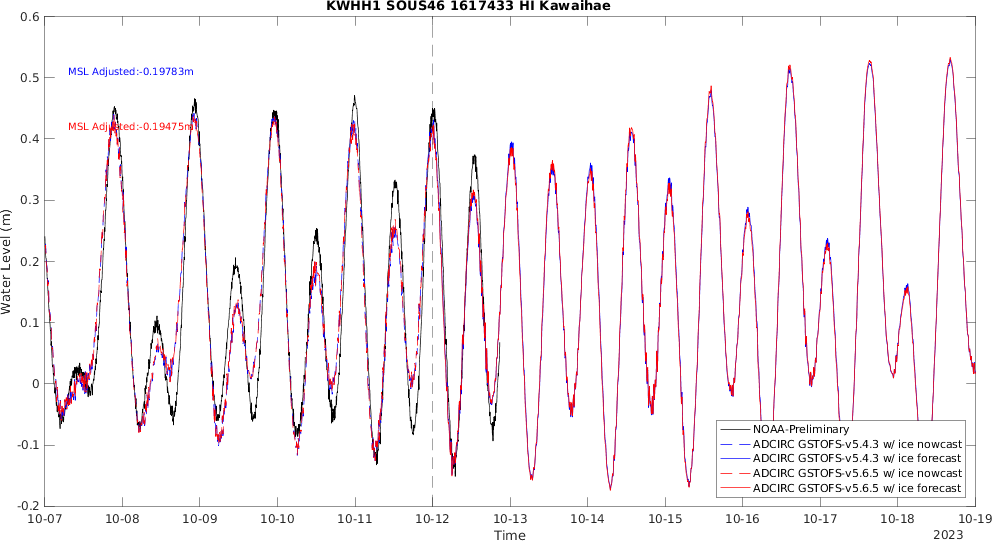 KWHH1 SOUS46 1617433 HI Kawaihae
0.6
0.5
0.4
0.3
0.2
0.1
0
-0.1
-0.2
Water Level (m)
MSL Adjusted:-0.19783m
MSL Adjusted:-0.19475m
NOAA-Preliminary
ADCIRC GSTOFS-v5.4.3 w/ ice nowcast
ADCIRC GSTOFS-v5.4.3 w/ ice forecast
ADCIRC GSTOFS-v5.6.5 w/ ice nowcast
ADCIRC GSTOFS-v5.6.5 w/ ice forecast
10-07 10-08 10-09 10-10 10-11 10-12 10-13 10-14 10-15 10-16 10-17 10-18 10-19
Time
2023